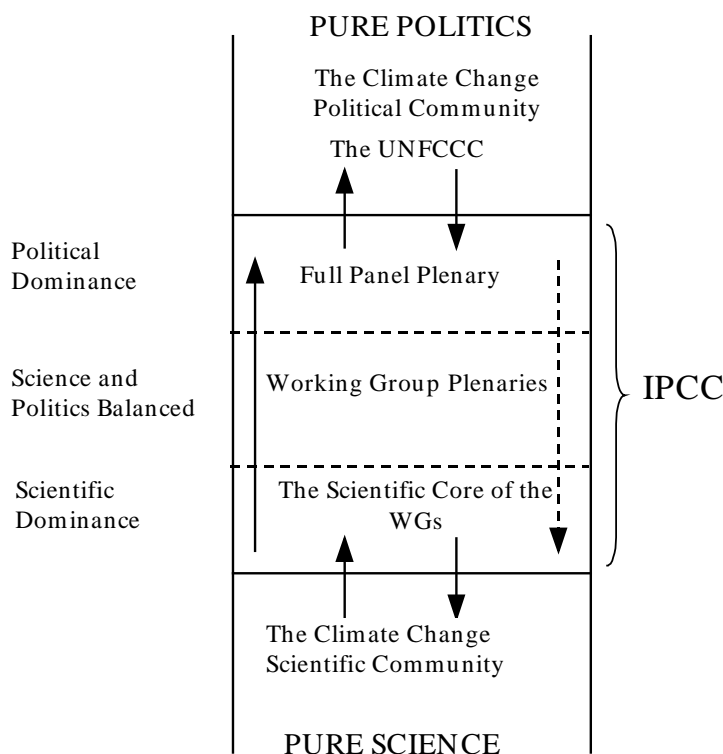 PURE POLITICS
The Climate Change
Political Community
The UNFCCC
Political
Dominance
Full Panel Plenary
Science and
Politics Balanced
Working Group Plenaries
IPCC
Scientific
Dominance
The Scientific Core of the
WGs
The Climate Change
Scientific Community
PURE SCIENCE